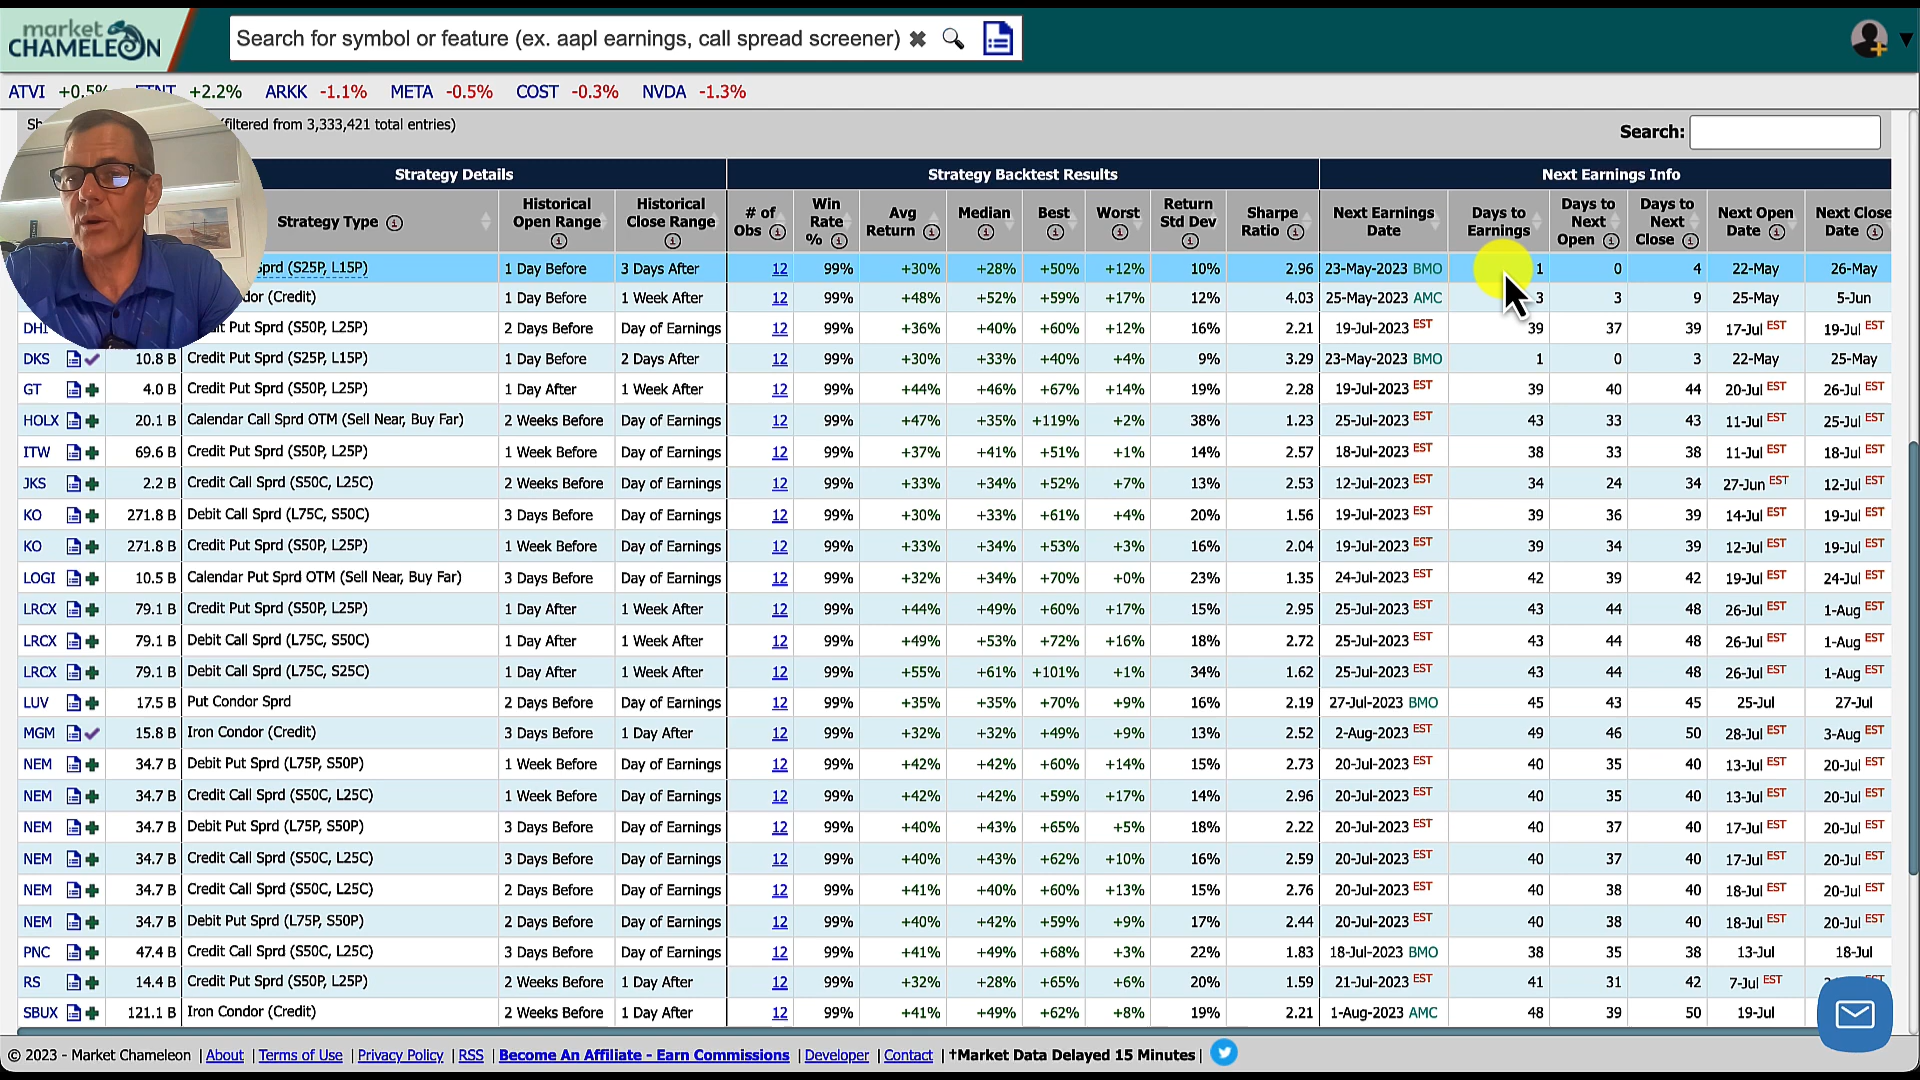 market
CHAMELEON
Search for symbol or feature (ex. aapl earnings, call spread screener)
ATVI +0.5% +2.2% ARKK -1.1% META -0.5% COST -0.3% NVDA -1.3%
(filtered from 3,333,421 total entries)
Search:
Strategy Details Strategy Backtest Results Next Earnings Info
Strategy Type Historical Open Range Historical Close Range # of Obs Win Rate % Avg Return Median Best Worst Return Std Dev Sharpe Ratio Next Earnings Date Days to Earnings Days to Next Open Days to Next Close Next Open Date Next Close Date
Sprd (S25P, L15P) 1 Day Before 3 Days After 12 99% +30% +28% +50% +12% 10% 2.96 23-May-2023 BMO 1 0 4 22-May 26-May
(Credit) 1 Day Before 1 Week After 12 99% +48% +52% +59% +17% 12% 4.03 25-May-2023 AMC 3 3 9 25-May 5-Jun
DHI Put Sprd (S50P, L25P) 2 Days Before Day of Earnings 12 99% +36% +40% +60% +12% 16% 2.21 19-Jul-2023 EST 39 37 39 17-Jul EST 19-Jul EST
DKS 10.8 B Credit Put Sprd (S25P, L15P) 1 Day Before 2 Days After 12 99% +30% +33% +40% +4% 9% 3.29 23-May-2023 BMO 1 0 3 22-May 25-May
GT 4.0 B Credit Put Sprd (S50P, L25P) 1 Day After 1 Week After 12 99% +44% +46% +67% +14% 19% 2.28 19-Jul-2023 EST 39 40 44 20-Jul EST 26-Jul EST
HOLX 20.1 B Calendar Call Sprd OTM (Sell Near, Buy Far) 2 Weeks Before Day of Earnings 12 99% +47% +35% +119% +2% 38% 1.23 25-Jul-2023 EST 43 33 43 11-Jul EST 25-Jul EST
ITW 69.6 B Credit Put Sprd (S50P, L25P) 1 Week Before Day of Earnings 12 99% +37% +41% +51% +1% 14% 2.57 18-Jul-2023 EST 38 33 38 11-Jul EST 18-Jul EST
JKS 2.2 B Credit Call Sprd (S50C, L25C) 2 Weeks Before Day of Earnings 12 99% +33% +34% +52% +7% 13% 2.53 12-Jul-2023 EST 34 24 34 27-Jun EST 12-Jul EST
KO 271.8 B Debit Call Sprd (L75C, S50C) 3 Days Before Day of Earnings 12 99% +30% +33% +61% +4% 20% 1.56 19-Jul-2023 EST 39 36 39 14-Jul EST 19-Jul EST
KO 271.8 B Credit Put Sprd (S50P, L25P) 1 Week Before Day of Earnings 12 99% +33% +34% +53% +3% 16% 2.04 19-Jul-2023 EST 39 34 39 12-Jul EST 19-Jul EST
LOGI 10.5 B Calendar Put Sprd OTM (Sell Near, Buy Far) 3 Days Before Day of Earnings 12 99% +32% +34% +70% +0% 23% 1.35 24-Jul-2023 EST 42 39 42 19-Jul EST 24-Jul EST
LRCX 79.1 B Credit Put Sprd (S50P, L25P) 1 Day After 1 Week After 12 99% +44% +49% +60% +17% 15% 2.95 25-Jul-2023 EST 43 44 48 26-Jul EST 1-Aug EST
LRCX 79.1 B Debit Call Sprd (L75C, S50C) 1 Day After 1 Week After 12 99% +49% +53% +72% +16% 18% 2.72 25-Jul-2023 EST 43 44 48 26-Jul EST 1-Aug EST
LRCX 79.1 B Debit Call Sprd (L75C, S25C) 1 Day After 1 Week After 12 99% +55% +61% +101% +1% 34% 1.62 25-Jul-2023 EST 43 44 48 26-Jul EST 1-Aug EST
LUV 17.5 B Put Condor Sprd 2 Days Before Day of Earnings 12 99% +35% +35% +70% +9% 16% 2.19 27-Jul-2023 BMO 45 43 45 25-Jul 27-Jul
MGM 15.8 B Iron Condor (Credit) 3 Days Before 1 Day After 12 99% +32% +32% +49% +9% 13% 2.52 2-Aug-2023 EST 49 46 50 28-Jul EST 3-Aug EST
NEM 34.7 B Debit Put Sprd (L75P, S50P) 1 Week Before Day of Earnings 12 99% +42% +42% +60% +14% 15% 2.73 20-Jul-2023 EST 40 35 40 13-Jul EST 20-Jul EST
NEM 34.7 B Credit Call Sprd (S50C, L25C) 1 Week Before Day of Earnings 12 99% +42% +42% +59% +17% 14% 2.96 20-Jul-2023 EST 40 35 40 13-Jul EST 20-Jul EST
NEM 34.7 B Debit Put Sprd (L75P, S50P) 3 Days Before Day of Earnings 12 99% +40% +43% +65% +5% 18% 2.22 20-Jul-2023 EST 40 37 40 17-Jul EST 20-Jul EST
NEM 34.7 B Credit Call Sprd (S50C, L25C) 3 Days Before Day of Earnings 12 99% +40% +43% +62% +10% 16% 2.59 20-Jul-2023 EST 40 37 40 17-Jul EST 20-Jul EST
NEM 34.7 B Credit Call Sprd (S50C, L25C) 2 Days Before Day of Earnings 12 99% +41% +40% +60% +13% 15% 2.76 20-Jul-2023 EST 40 38 40 18-Jul EST 20-Jul EST
NEM 34.7 B Debit Put Sprd (L75P, S50P) 2 Days Before Day of Earnings 12 99% +40% +42% +59% +9% 17% 2.44 20-Jul-2023 EST 40 38 40 18-Jul EST 20-Jul EST
PNC 47.4 B Credit Call Sprd (S50C, L25C) 3 Days Before Day of Earnings 12 99% +41% +49% +68% +3% 22% 1.83 18-Jul-2023 BMO 38 35 38 13-Jul 18-Jul
RS 14.4 B Credit Put Sprd (S50P, L25P) 2 Weeks Before 1 Day After 12 99% +32% +28% +65% +6% 20% 1.59 21-Jul-2023 EST 41 31 42 7-Jul EST
SBUX 121.1 B Iron Condor (Credit) 2 Weeks Before 1 Day After 12 99% +41% +49% +62% +8% 19% 2.21 1-Aug-2023 AMC 48 39 50 19-Jul
© 2023 - Market Chameleon | About | Terms of Use | Privacy Policy | RSS | Become An Affiliate - Earn Commissions | Developer | Contact | †Market Data Delayed 15 Minutes |